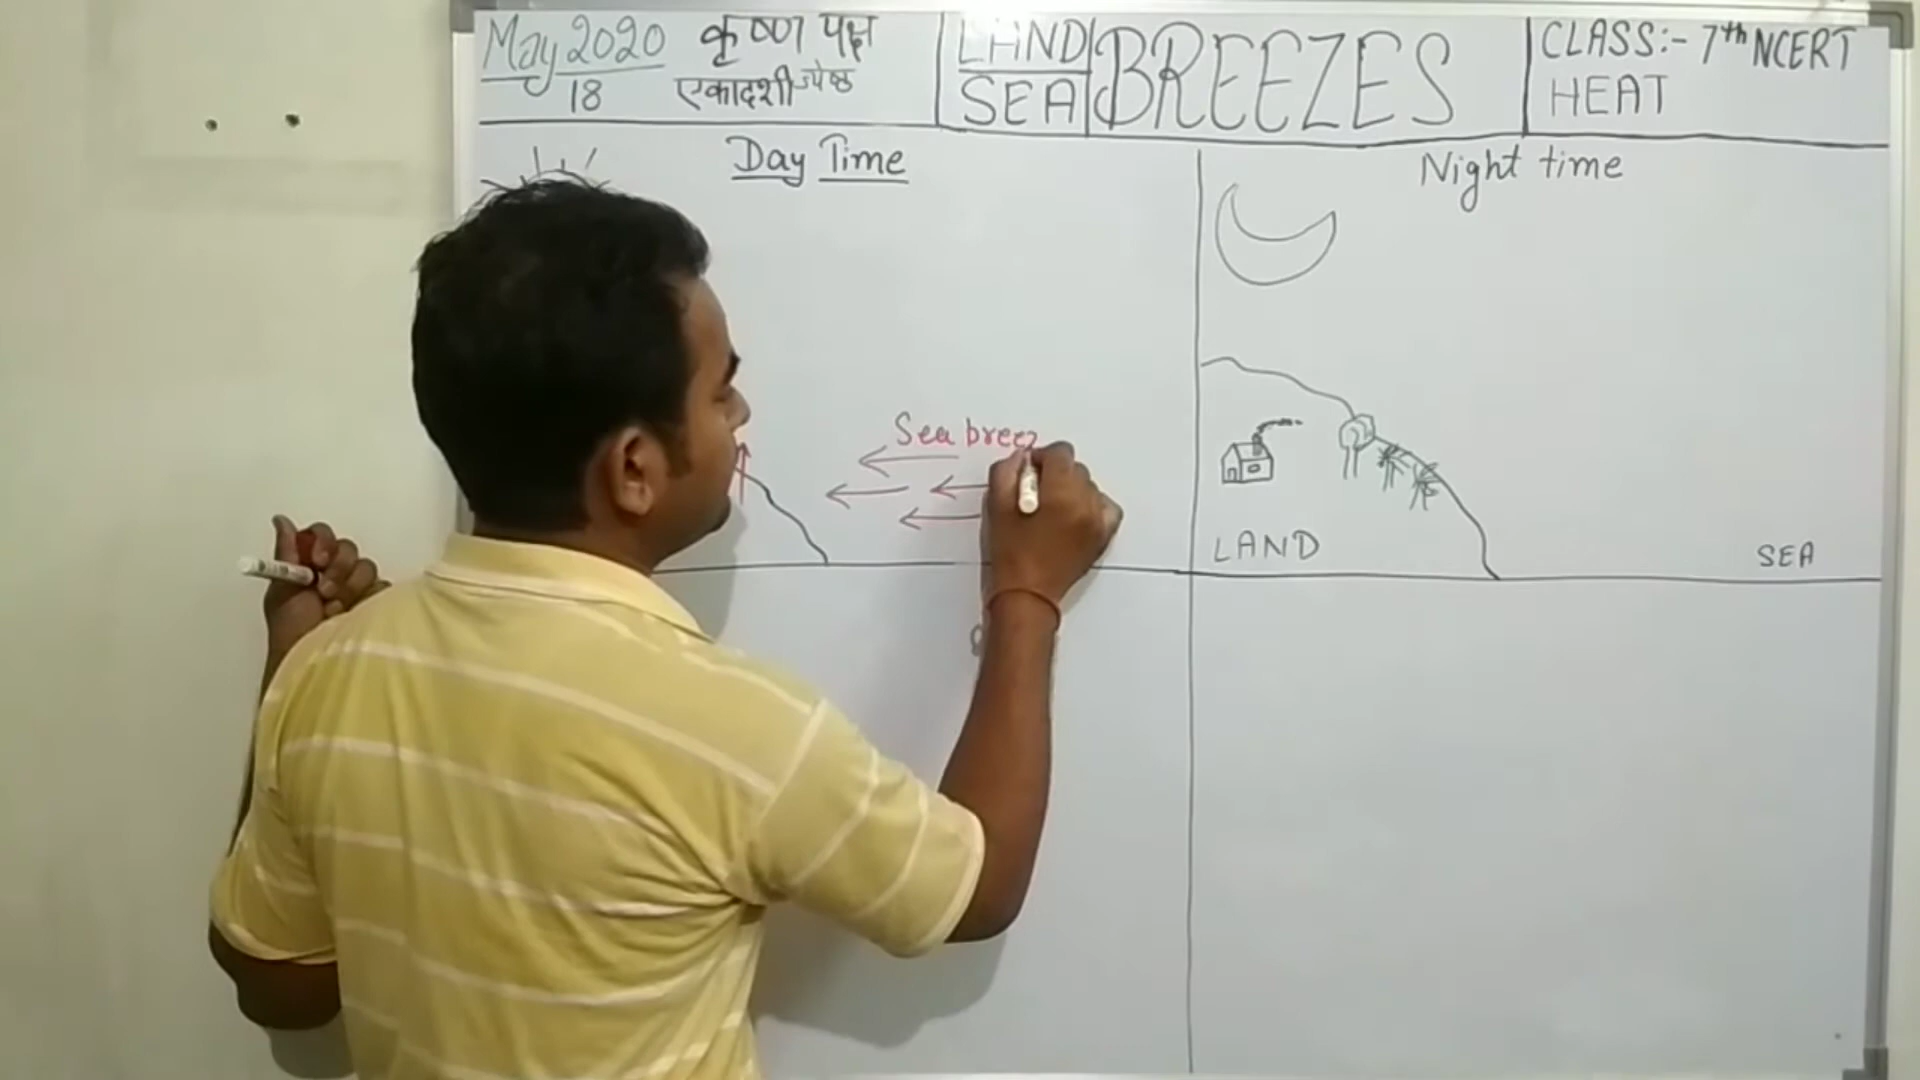 May 2020
18
कृष्ण पक्ष
एकादशी ज्येष्ठ
LAND
SEA
BREEZES
CLASS:- 7th NCERT
HEAT
Day Time
Night time
Sea breez
LAND
SEA